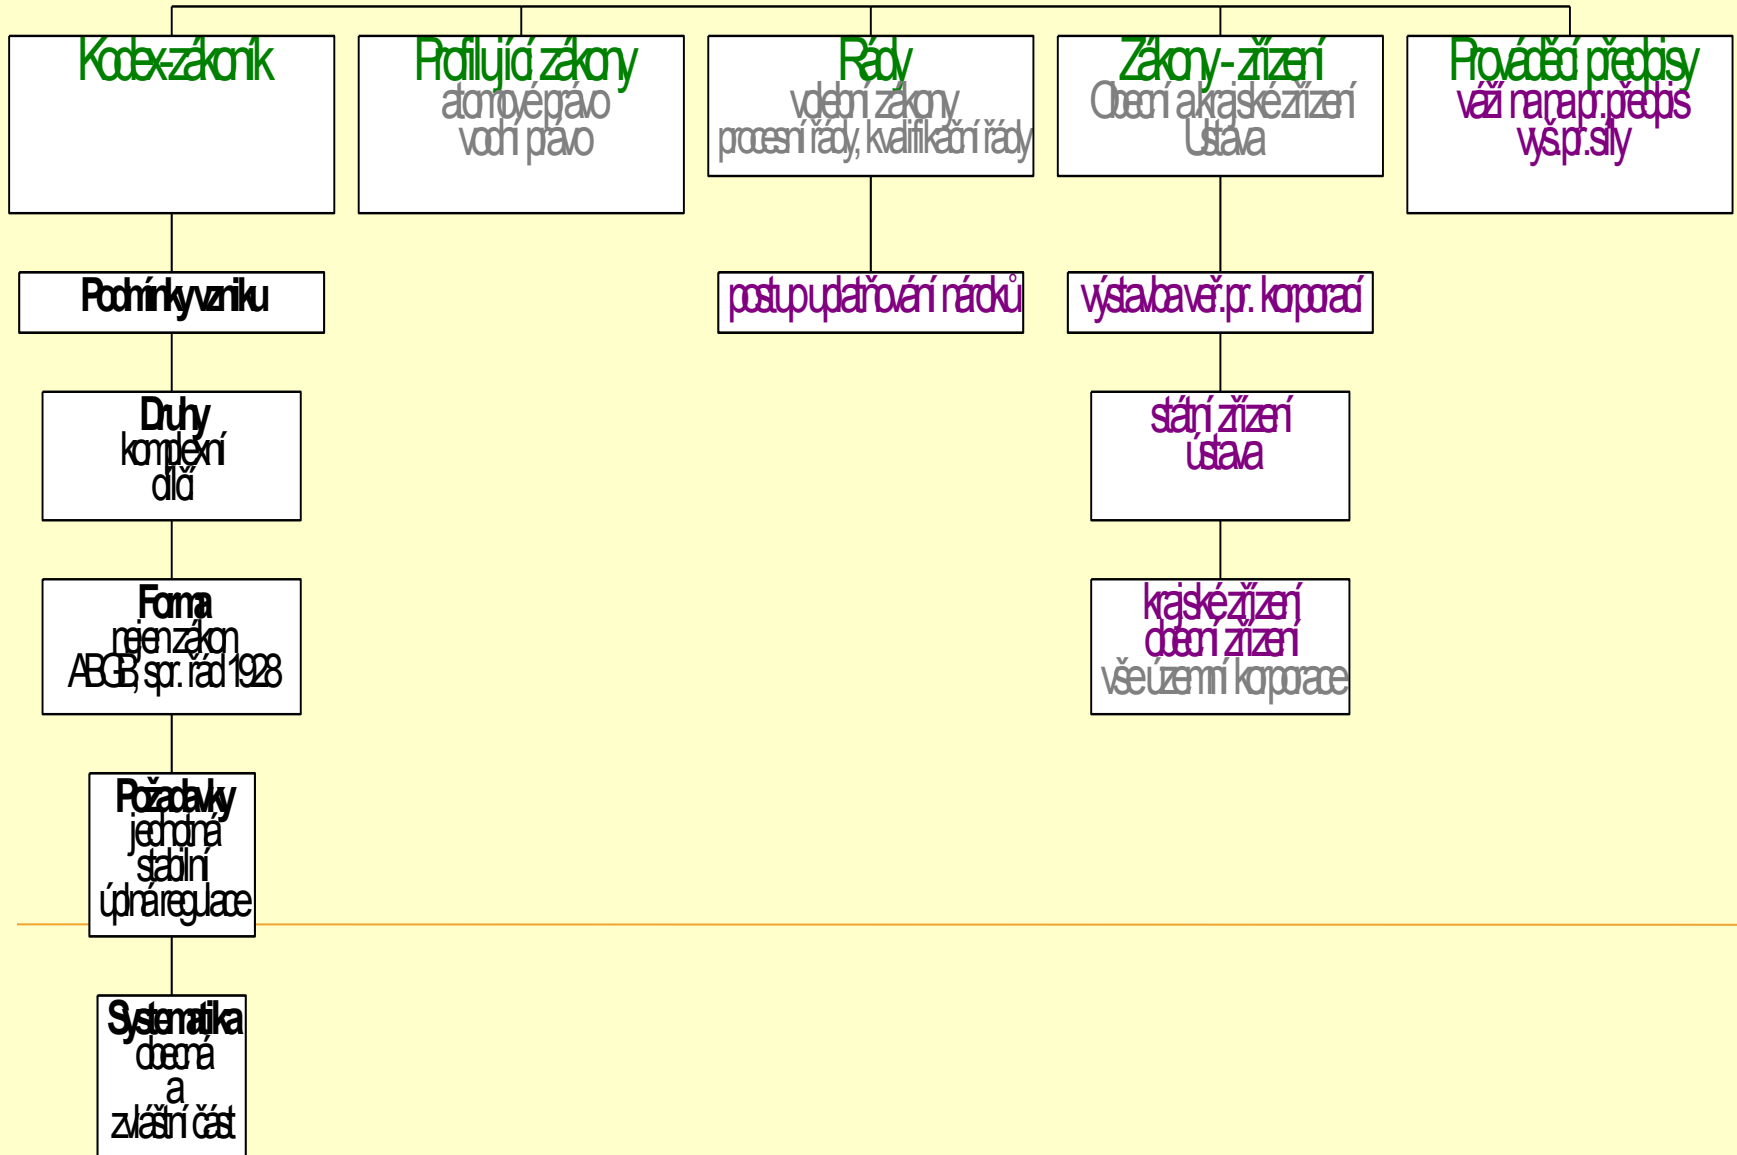 Kodex-zákoník
Profilující zákony
atomové právo
vodní právo
Řády
volební zákony
procesní řády, kvalifikační řády
Zákony - zřízení
Obecní a krajské zřízení
Ústava
Prováděcí předpisy
váží na na pr. předpis
vyš.pr.síly
Podmínky vzniku
postup uplatňování nároků
výstavba veř.pr. korporací
Druhy
komplexní
dílčí
státní zřízení
ústava
Forma
nejen zákon
ABGB, spr. řád 1928
krajské zřízení
obecní zřízení
vše územní korporace
Požadavky
jednotná
stabilní
úplná regulace
Systematika
obecná
a
zvláštní část